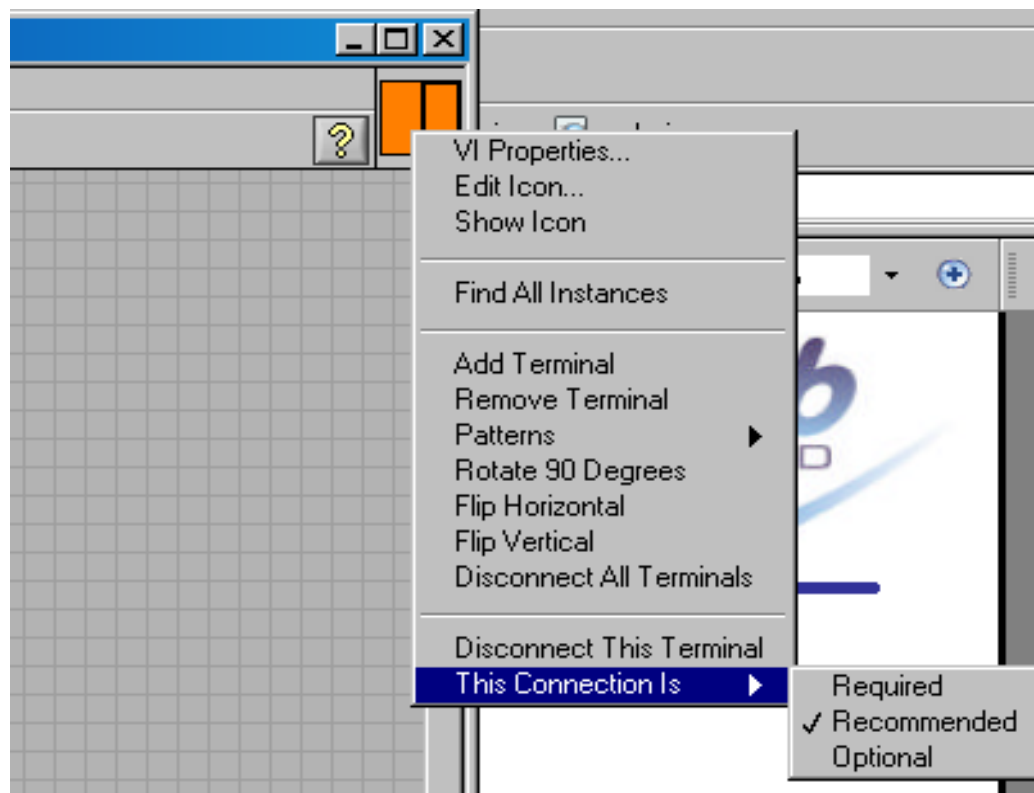 ?
VI Properties...
Edit Icon...
Show Icon
Find All Instances
Add Terminal
Remove Terminal
Patterns
Rotate 90 Degrees
Flip Horizontal
Flip Vertical
Disconnect All Terminals
Disconnect This Terminal
This Connection Is
Required
Recommended
Optional